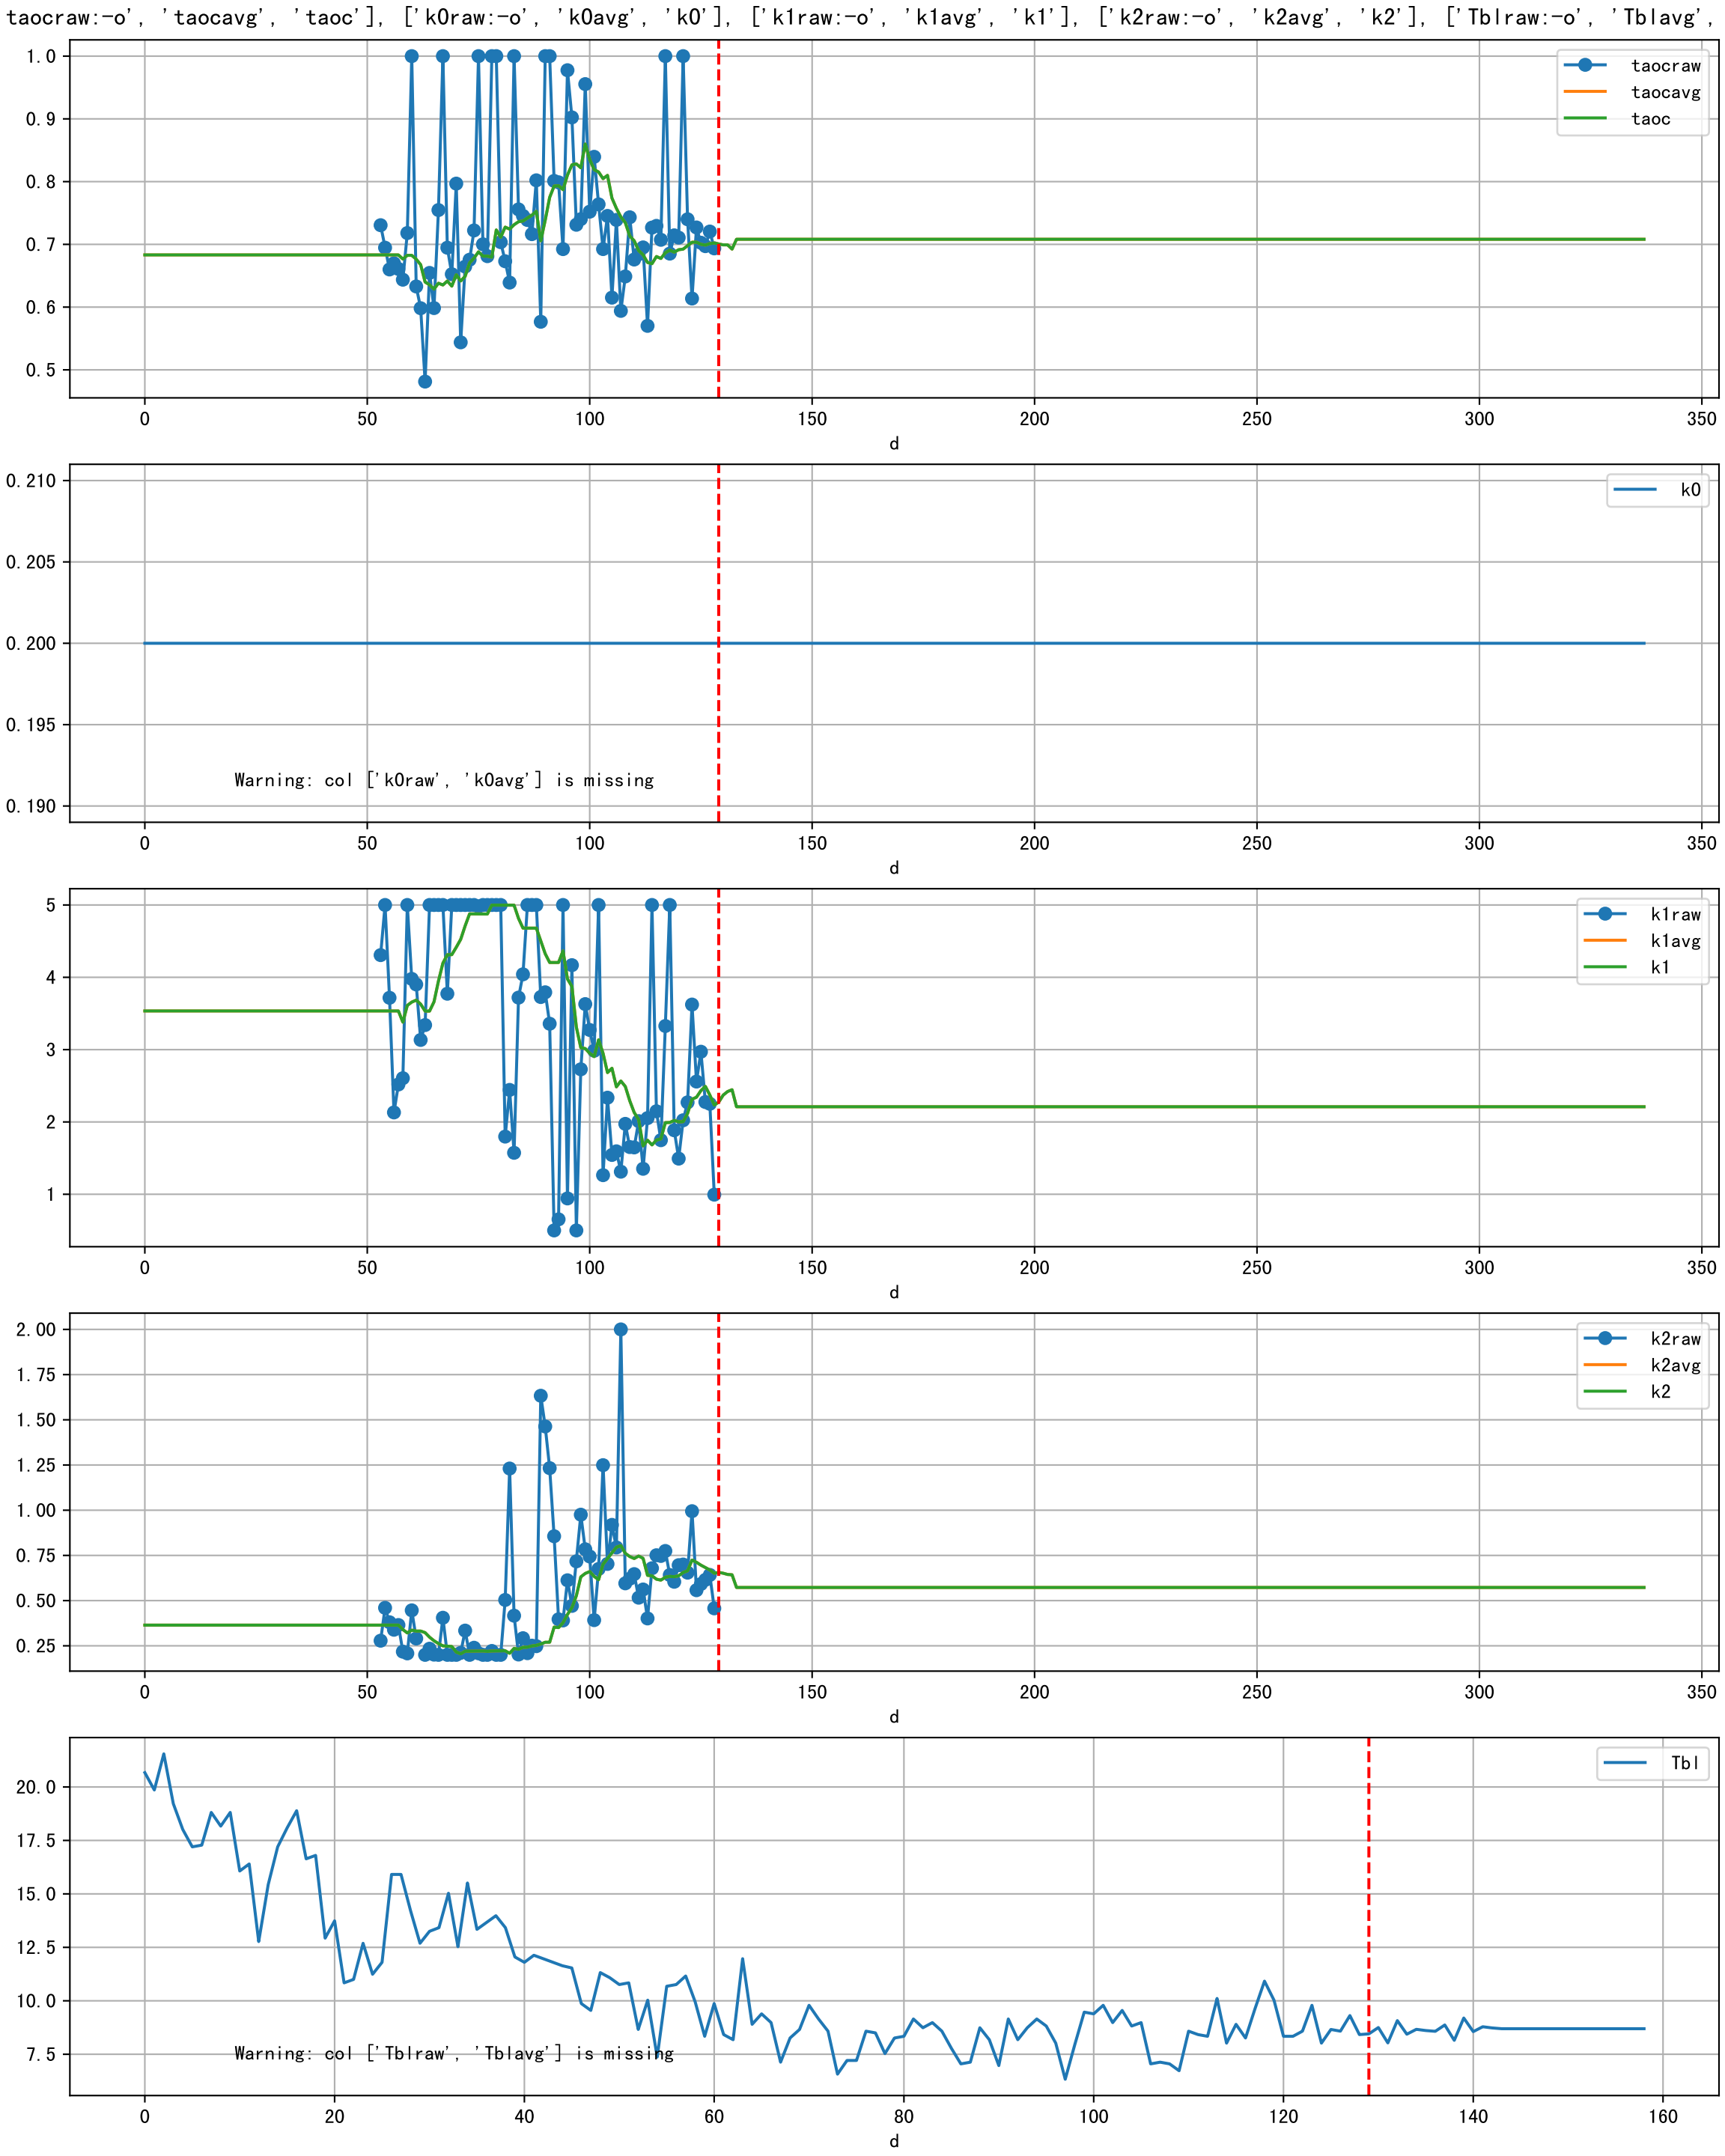 taocraw:-o', 'taocavg', 'taoc'], ['k0raw:-o', 'k0avg', 'k0'], ['k1raw:-o', 'k1avg', 'k1'], ['k2raw:-o', 'k2avg', 'k2'], ['Tblraw:-o', 'Tblavg',
1.0
0.9
0.8
0.7
0.6
0.5
taocraw
taocavg
taoc
0 50 100 150 200 250 300 350
d
0.210
0.205
0.200
0.195
0.190
k0
Warning: col ['k0raw', 'k0avg'] is missing
0 50 100 150 200 250 300 350
d
5
4
3
2
1
k1raw
k1avg
k1
0 50 100 150 200 250 300 350
d
2.00
1.75
1.50
1.25
1.00
0.75
0.50
0.25
k2raw
k2avg
k2
0 50 100 150 200 250 300 350
d
20.0
17.5
15.0
12.5
10.0
7.5
Tbl
Warning: col ['Tblraw', 'Tblavg'] is missing
0 20 40 60 80 100 120 140 160
d